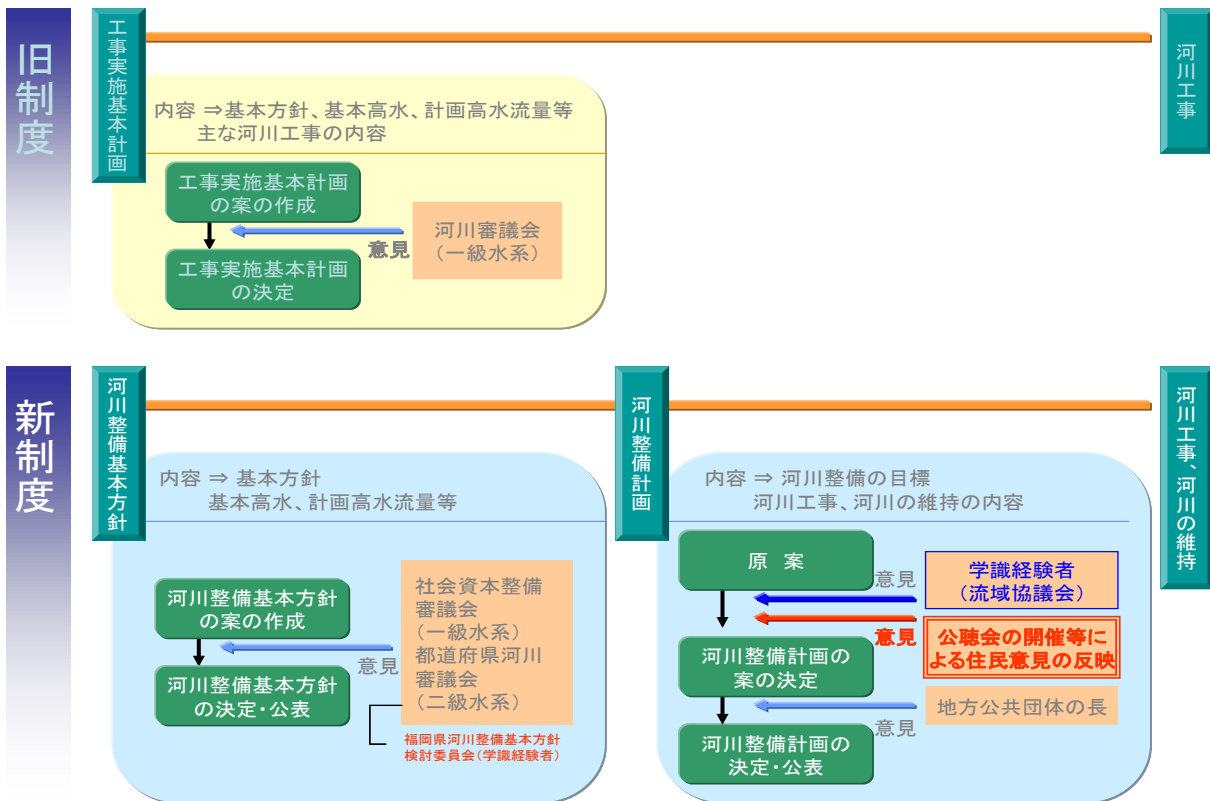 旧制度
工事実施基本計画
河川工事
内容 ⇒基本方針、基本高水、計画高水流量等
主な河川工事の内容
工事実施基本計画
の案の作成
意見
河川審議会
(一級水系)
工事実施基本計画
の決定
新制度
河川整備基本方針
河川整備計画
河川工事、河川の維持
内容 ⇒ 基本方針
基本高水、計画高水流量等
河川整備基本方針
の案の作成
意見
社会資本整備
審議会
(一級水系)
都道府県河川
審議会
(二級水系)
河川整備基本方針
の決定・公表
福岡県河川整備基本方針
検討委員会(学識経験者)
内容 ⇒ 河川整備の目標
河川工事、河川の維持の内容
原 案
意見
学識経験者
(流域協議会)
意見
公聴会の開催等に
よる住民意見の反映
河川整備計画の
案の決定
意見
地方公共団体の長
河川整備計画の
決定・公表